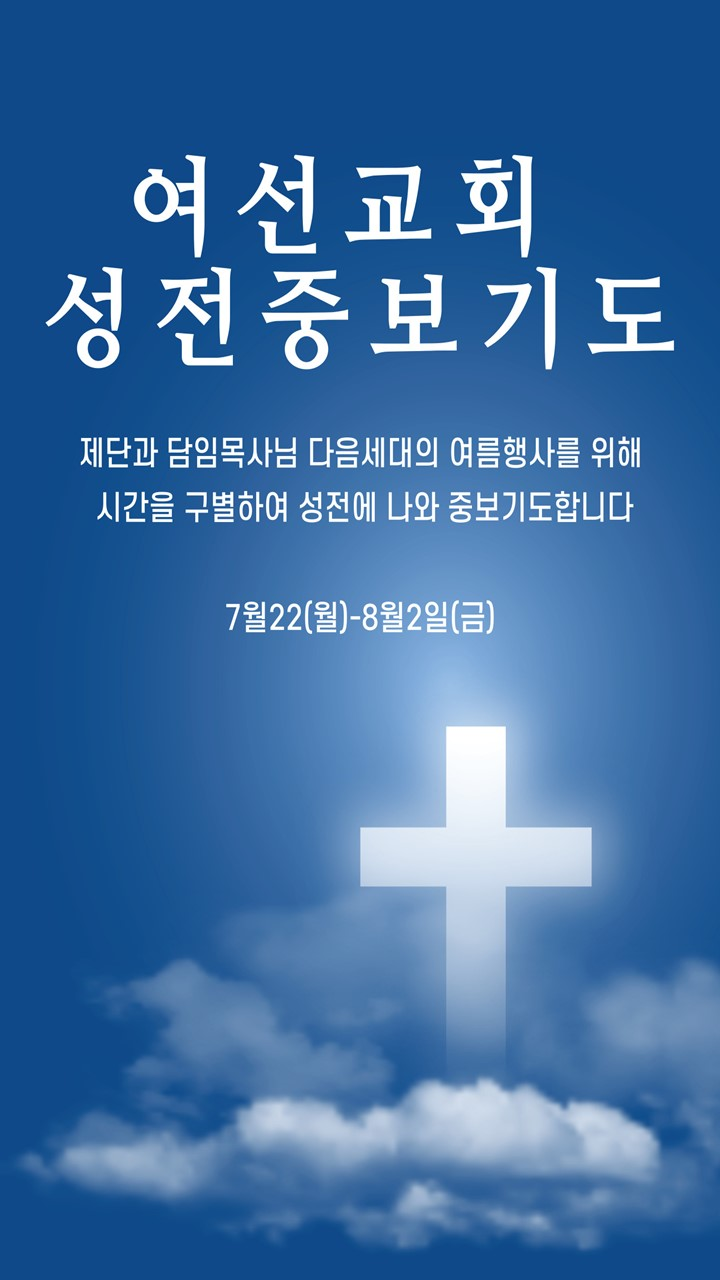 여선교회
성전중보기도
제단과 담임목사님 다음세대의 여름행사를 위해
시간을 구별하여 성전에 나와 중보기도합니다
7월22(월)-8월2일(금)